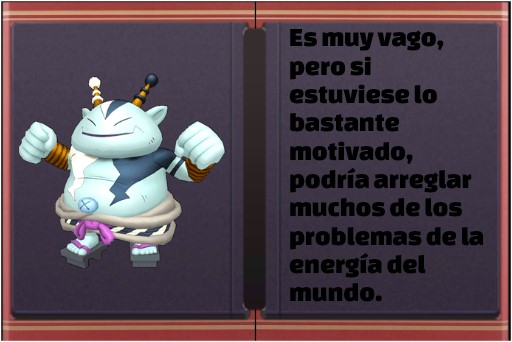 Es muy vago,
pero si
estuviese lo
bastante
motivado,
podría arreglar
muchos de los
problemas de la
energía del
mundo.